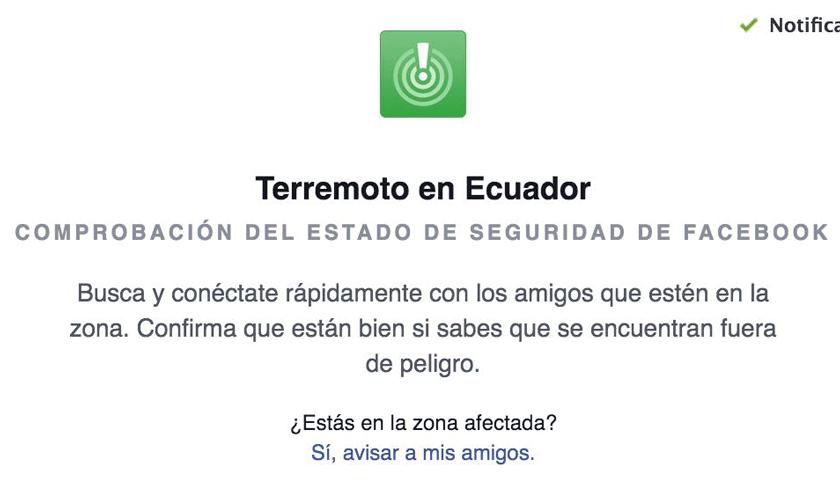 Terremoto en Ecuador
COMPROBACIÓN DEL ESTADO DE SEGURIDAD DE FACEBOOK
Busca y conéctate rápidamente con los amigos que estén en la
zona. Confirma que están bien si sabes que se encuentran fuera
de peligro.
¿Estás en la zona afectada?
Sí, avisar a mis amigos.